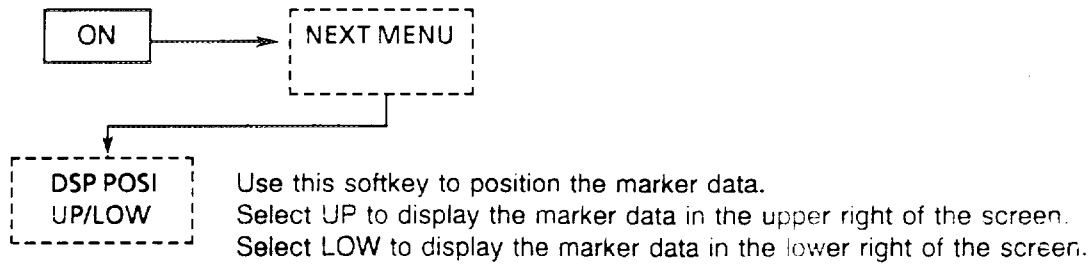 ON
NEXT MENU
DSP POSI
UP/LOW
Use this softkey to position the marker data.
Select UP to display the marker data in the upper right of the screen.
Select LOW to display the marker data in the lower right of the screen.